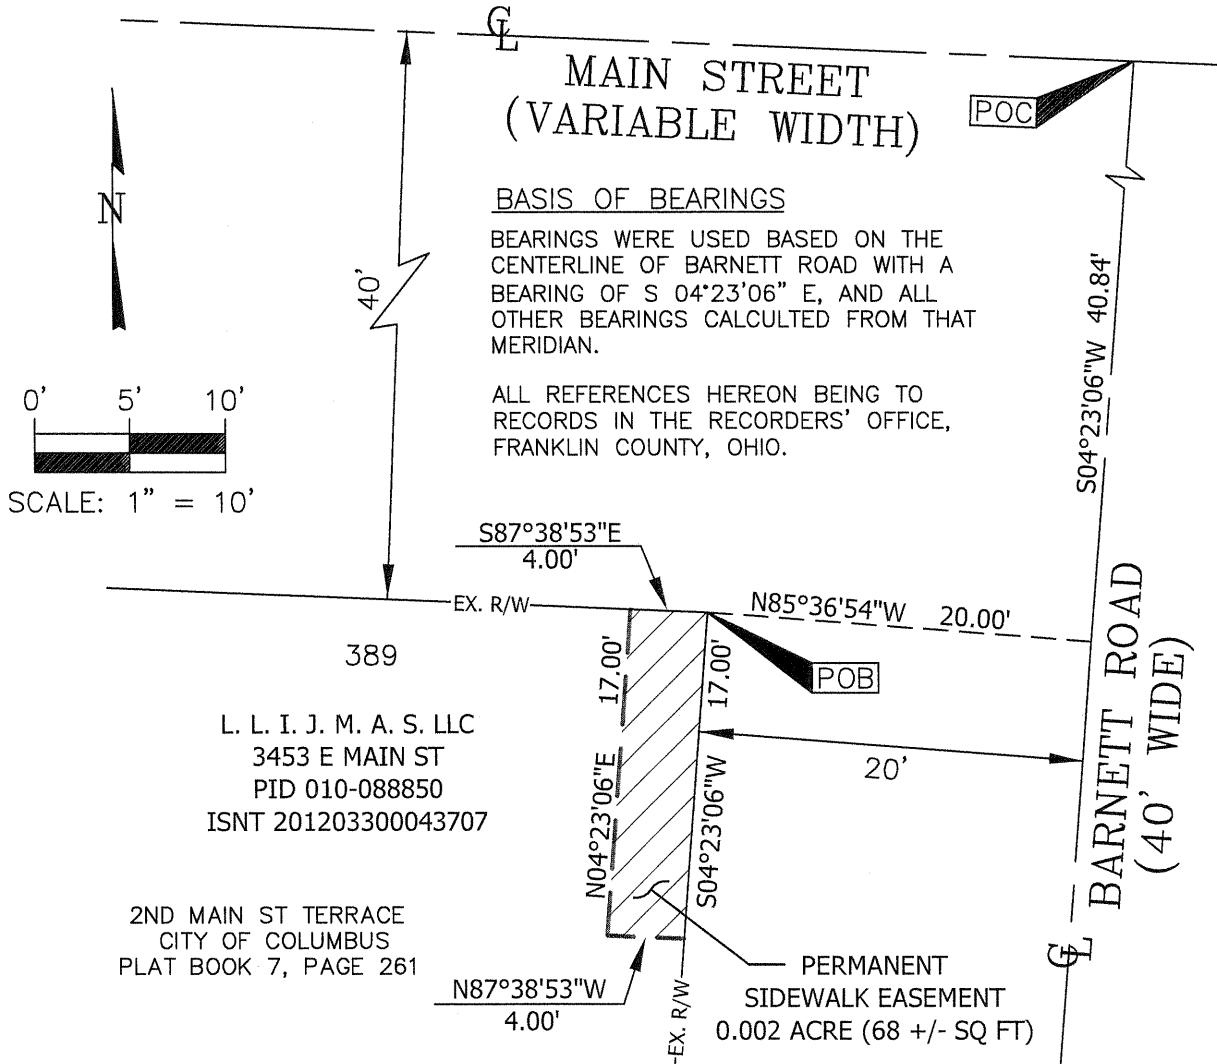 CL
MAIN STREET
(VARIABLE WIDTH)
POC
N
BASIS OF BEARINGS
BEARINGS WERE USED BASED ON THE
CENTERLINE OF BARNETT ROAD WITH A
BEARING OF S 04°23'06" E, AND ALL
OTHER BEARINGS CALCULTED FROM THAT
MERIDIAN.
ALL REFERENCES HEREON BEING TO
RECORDS IN THE RECORDERS' OFFICE,
FRANKLIN COUNTY, OHIO.
40'
S04°23'06"W 40.84'
0' 5' 10'
SCALE: 1" = 10'
S87°38'53"E
4.00'
EX. R/W
N85°36'54"W 20.00'
389
POB
17.00'
17.00'
N04°23'06"E
S04°23'06"W
20'
BARNETT ROAD
(40' WIDE)
L. L. I. J. M. A. S. LLC
3453 E MAIN ST
PID 010-088850
ISNT 201203300043707
2ND MAIN ST TERRACE
CITY OF COLUMBUS
PLAT BOOK 7, PAGE 261
N87°38'53"W
4.00'
EX. R/W
PERMANENT
SIDEWALK EASEMENT
0.002 ACRE (68 +/- SQ FT)
CL